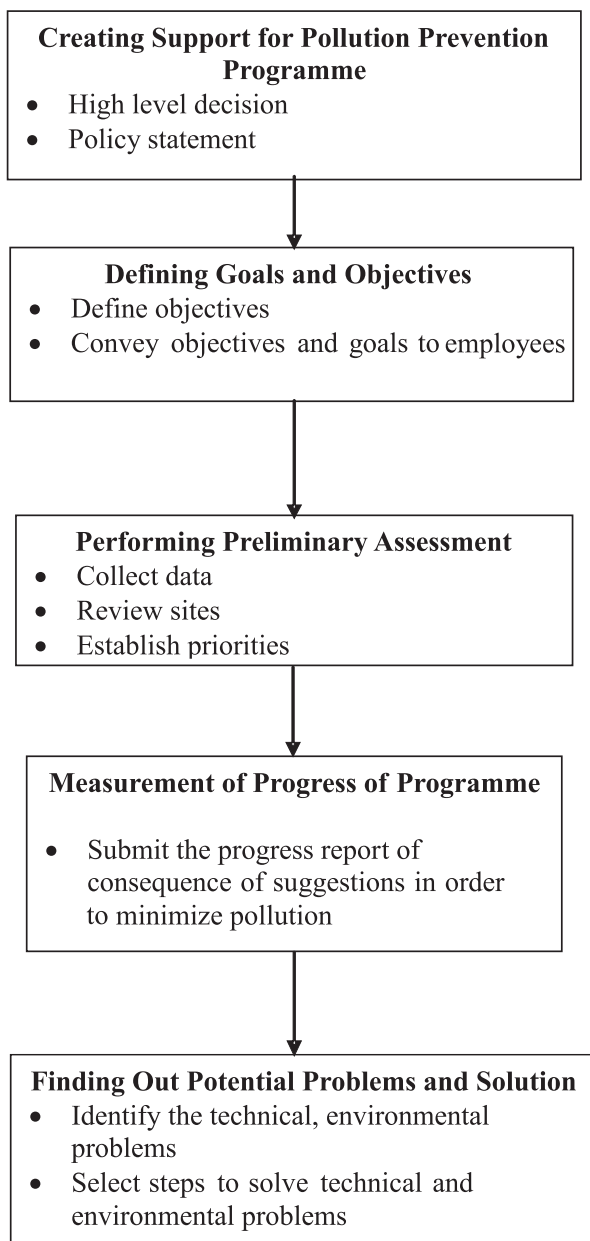 Creating Support for Pollution Prevention
Programme
• High level decision
• Policy statement
Defining Goals and Objectives
• Define objectives
• Convey objectives and goals to employees
Performing Preliminary Assessment
• Collect data
• Review sites
• Establish priorities
Measurement of Progress of Programme
• Submit the progress report of
consequence of suggestions in order
to minimize pollution
Finding Out Potential Problems and Solution
• Identify the technical, environmental
problems
• Select steps to solve technical and
environmental problems